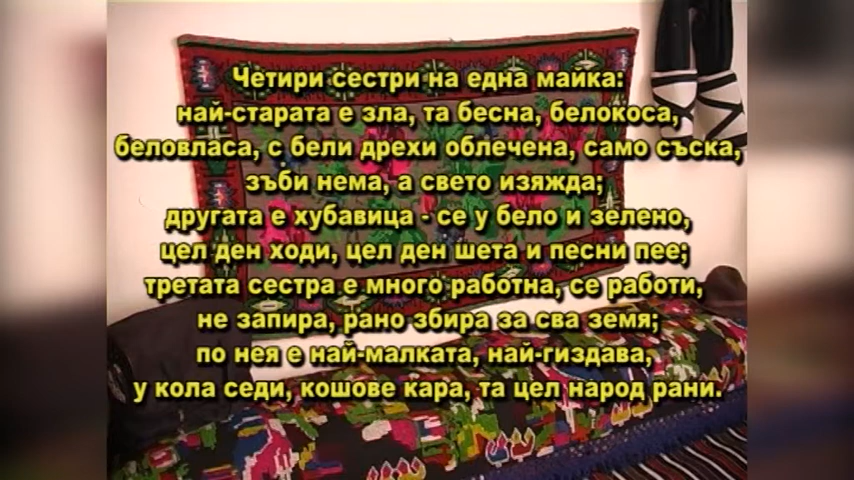 Четири сестри на една майка:
най-старата е зла, та бесна, белокоса,
беловласа, с бели дрехи облечена, само съска,
зъби нема, а свето изяжда;
другата е хубавица - се у бело и зелено,
цел ден ходи, цел ден шета и песни пее;
третата сестра е много работна, се работи,
не запира, рано збира за сва земя;
по нея е най-малката, най-гиздава,
у кола седи, кошове кара, та цел народ рани.